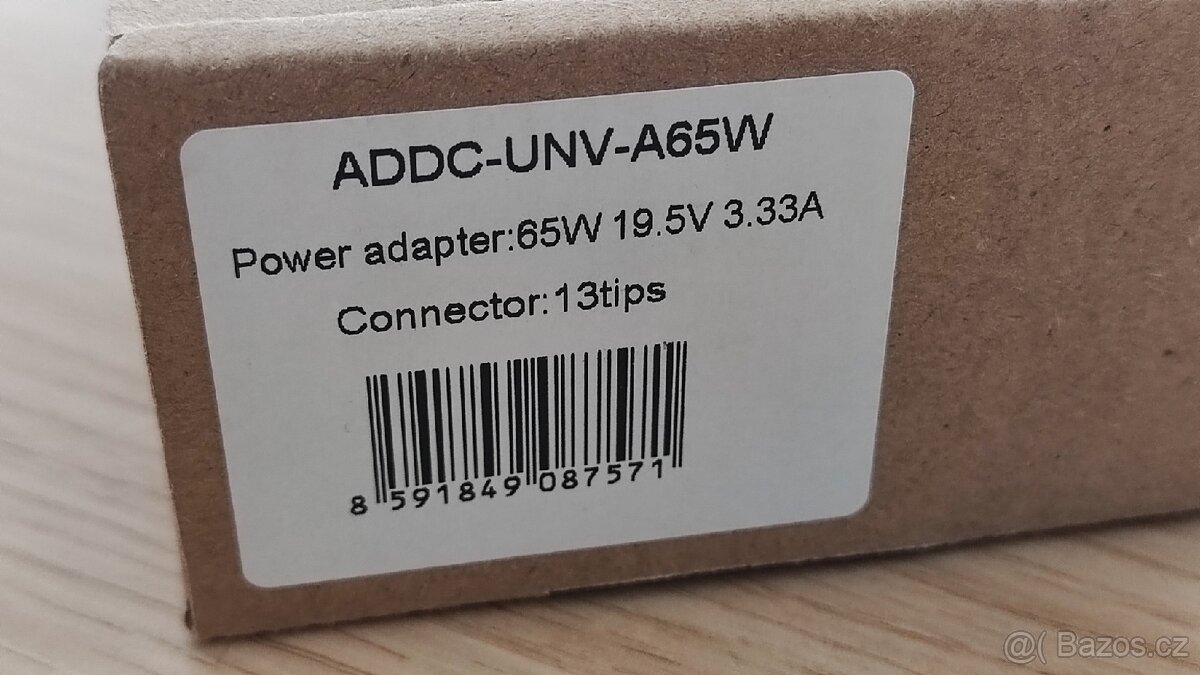 ADDC-UNV-A65W
Power adapter:65W 19.5V 3.33A
Connector:13tips
8 591849 087571
@( Bazos.cz